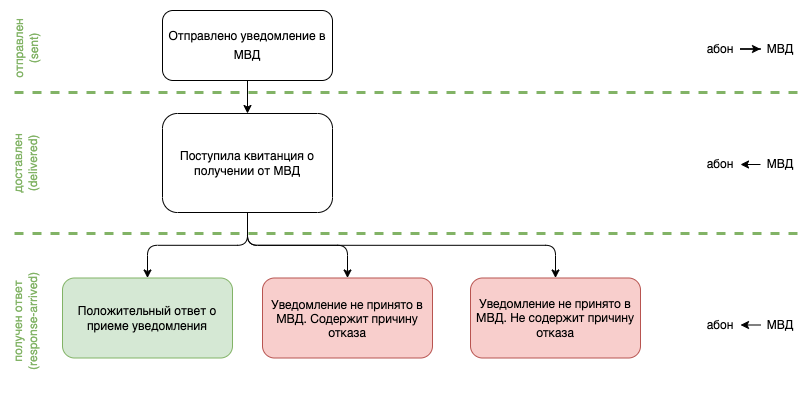 отправлен
(sent)
Отправлено уведомление в
МВД
абон МВД
доставлен
(delivered)
Поступила квитанция о
получении от МВД
абон МВД
получен ответ
(response-arrived)
Положительный ответ о
приеме уведомления
Уведомление не принято в
МВД. Содержит причину
отказа
Уведомление не принято в
МВД. Не содержит причину
отказа
абон МВД